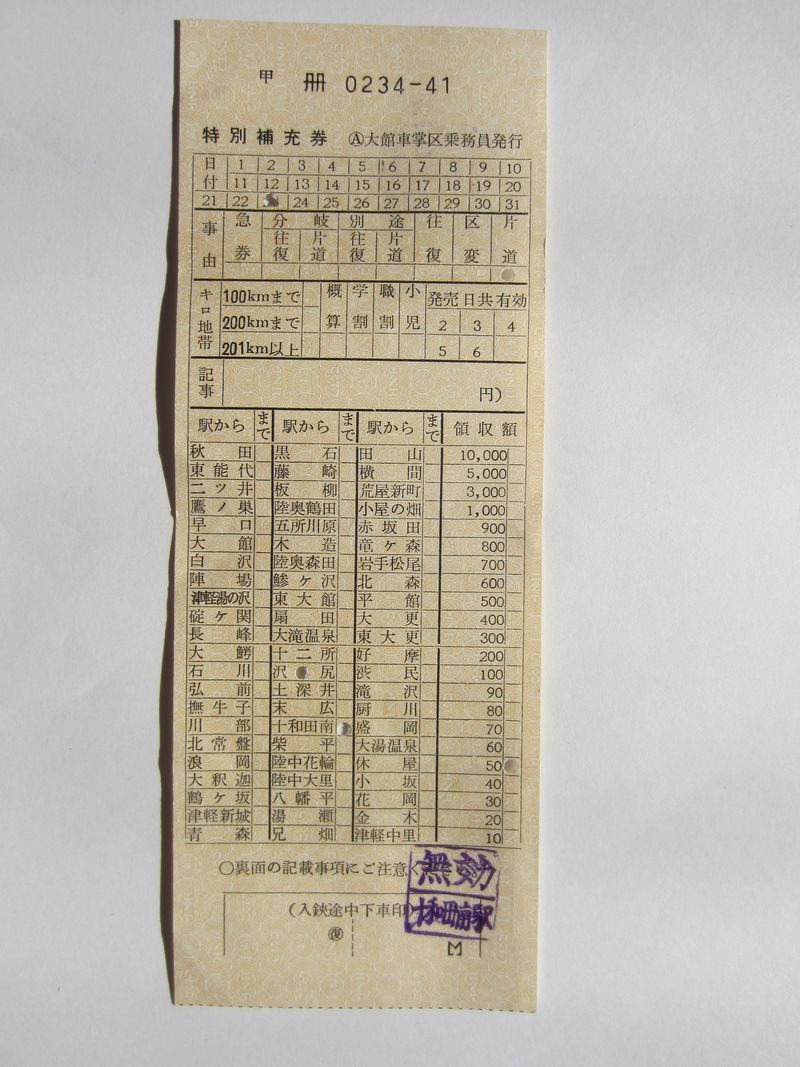 甲 冊 0234-41
特別補充券 Ⓐ大館車掌区乗務員発行
日付 1 2 3 4 5 6 7 8 9 10
11 12 13 14 15 16 17 18 19 20
21 22 24 25 26 27 28 29 30 31
事由 急券 分岐 往復 片道 別途 往復 片道 往復 区変 片道
キロ地帯 100kmまで 200kmまで 201km以上 概算 学割 職割 小児 発売日共有効
2 3 4
5 6
記事 円)
駅から まで 駅から まで 駅から まで 領収額
秋田 黒石 田山 10,000
東能代 藤崎 横間 5,000
二ツ井 板柳 荒屋新町 3,000
鷹ノ巣 陸奥鶴田 小屋の畑 1,000
早口 五所川原 赤坂田 900
大館 木造 竜ヶ森 800
白沢 陸奥森田 岩手松尾 700
陣場 鰺ヶ沢 北森 600
津軽湯の沢 東大館 平館 500
碇ヶ関 扇田 大更 400
長峰 大滝温泉 東大更 300
大鰐 十二所 好摩 200
石川 沢尻 渋民 100
弘前 土深井 滝沢 90
撫牛子 末広 厨川 80
川部 十和田南 盛岡 70
北常盤 柴平 大湯温泉 60
浪岡 陸中花輪 休屋 50
大釈迦 陸中大里 小坂 40
鶴ヶ坂 八幡平 花岡 30
津軽新城 湯瀬 金木 20
青森 兄畑 津軽中里 10
○裏面の記載事項にご注意ください。
無効
(入鋏途中下車印)
復
M